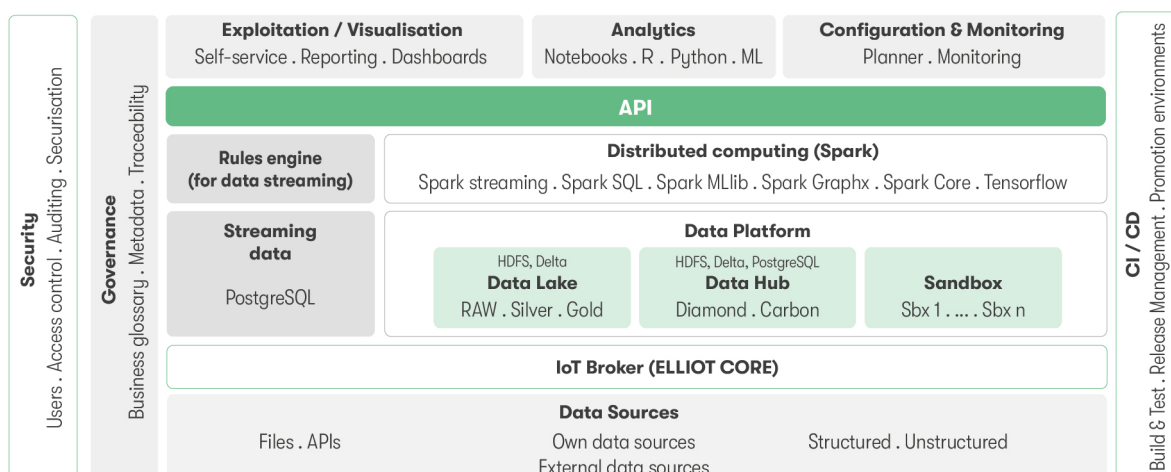 Security
Users . Access control . Auditing . Securisation
Governance
Business glossary . Metadata . Traceability
Exploitation / Visualisation
Self-service . Reporting . Dashboards
Analytics
Notebooks . R . Python . ML
Configuration & Monitoring
Planner . Monitoring
API
Rules engine
(for data streaming)
Distributed computing (Spark)
Spark streaming . Spark SQL . Spark MLlib . Spark Graphx . Spark Core . Tensorflow
Streaming
data
PostgreSQL
Data Platform
HDFS, Delta
Data Lake
RAW . Silver . Gold
HDFS, Delta, PostgreSQL
Data Hub
Diamond . Carbon
Sandbox
Sbx 1 . ... . Sbx n
IoT Broker (ELLIOT CORE)
Data Sources
Files . APIs
Own data sources
External data sources
Structured . Unstructured
CI / CD
Build & Test . Release Management . Promotion environments